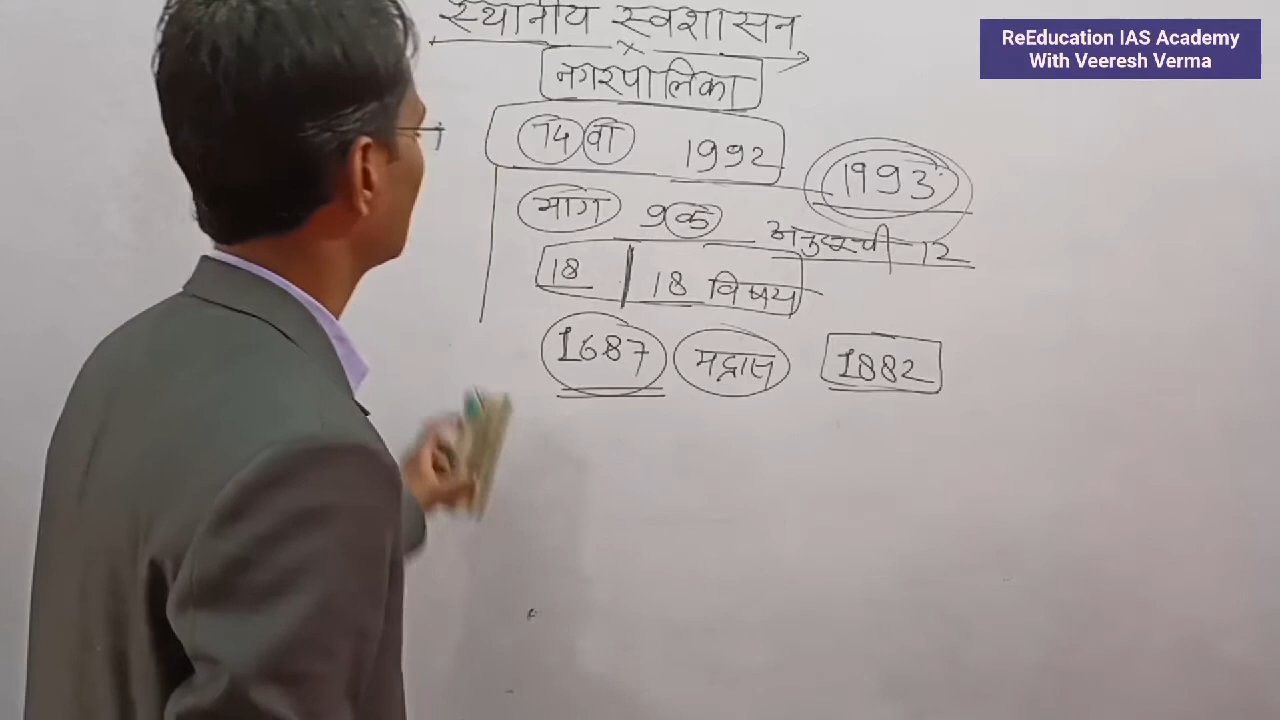 स्थानीय स्वशासन
ReEducation IAS Academy
With Veeresh Verma
x
नगरपालिका
74 वा 1992
1993
भाग 9 क अनुसूची-12
18 | 18 विषय
1687 मद्रास 1882